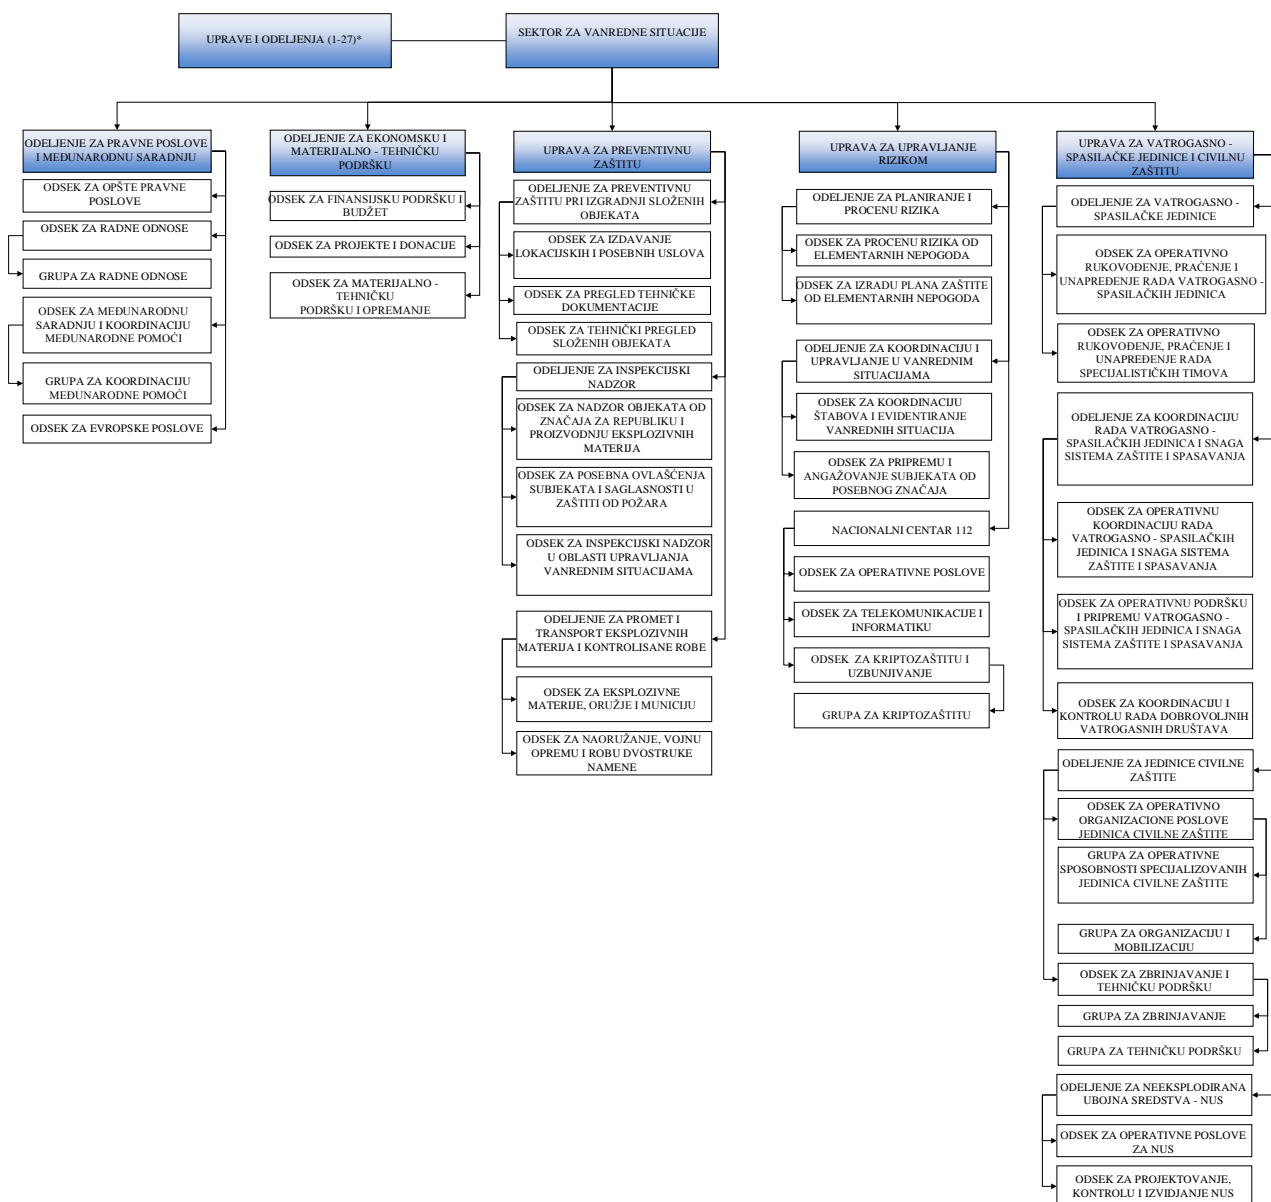 UPRAVE I ODELJENJA (1-27)*
SEKTOR ZA VANREDNE SITUACIJE
ODELJENJE ZA PRAVNE POSLOVE
I MEĐUNARODNU SARADNJU
ODSEK ZA OPŠTE PRAVNE
POSLOVE
ODSEK ZA RADNE ODNOSE
GRUPA ZA RADNE ODNOSE
ODSEK ZA MEĐUNARODNU
SARADNJU I KOORDINACIJU
MEĐUNARODNE POMOĆI
GRUPA ZA KOORDINACIJU
MEĐUNARODNE POMOĆI
ODSEK ZA EVROPSKE POSLOVE
ODELJENJE ZA EKONOMSKU I
MATERIJALNO - TEHNIČKU
PODRŠKU
ODSEK ZA FINANSIJSKU PODRŠKU I
BUDŽET
ODSEK ZA PROJEKTE I DONACIJE
ODSEK ZA MATERIJALNO -
TEHNIČKU
PODRŠKU I OPREMANJE
UPRAVA ZA PREVENTIVNU
ZAŠTITU
ODELJENJE ZA PREVENTIVNU
ZAŠTITU PRI IZGRADNJI SLOŽENIH
OBJEKATA
ODSEK ZA IZDAVANJE
LOKACIJSKIH I POSEBNIH USLOVA
ODSEK ZA PREGLED TEHNIČKE
DOKUMENTACIJE
ODSEK ZA TEHNIČKI PREGLED
SLOŽENIH OBJEKATA
ODELJENJE ZA INSPEKCIJSKI
NADZOR
ODSEK ZA NADZOR OBJEKATA OD
ZNAČAJA ZA REPUBLIKU I
PROIZVODNJU EKSPLOZIVNIH
MATERIJA
ODSEK ZA POSEBNA OVLAŠĆENJA
SUBJEKATA I SAGLASNOSTI U
ZAŠTITI OD POŽARA
ODSEK ZA INSPEKCIJSKI NADZOR
U OBLASTI UPRAVLJANJA
VANREDNIM SITUACIJAMA
ODELJENJE ZA PROMET I
TRANSPORT EKSPLOZIVNIH
MATERIJA I KONTROLISANE ROBE
ODSEK ZA EKSPLOZIVNE
MATERIJE, ORUŽJE I MUNICIJU
ODSEK ZA NAORUŽANJE, VOJNU
OPREMU I ROBU DVOSTRUKE
NAMENE
UPRAVA ZA UPRAVLJANJE
RIZIKOM
ODELJENJE ZA PLANIRANJE I
PROCENU RIZIKA
ODSEK ZA PROCENU RIZIKA OD
ELEMENTARNIH NEPOGODA
ODSEK ZA IZRADU PLANA ZAŠTITE
OD ELEMENTARNIH NEPOGODA
ODELJENJE ZA KOORDINACIJU I
UPRAVLJANJE U VANREDNIM
SITUACIJAMA
ODSEK ZA KOORDINACIJU
ŠTABOVA I EVIDENTIRANJE
VANREDNIH SITUACIJA
ODSEK ZA PRIPREMU I
ANGAŽOVANJE SUBJEKATA OD
POSEBNOG ZNAČAJA
NACIONALNI CENTAR 112
ODSEK ZA OPERATIVNE POSLOVE
ODSEK ZA TELEKOMUNIKACIJE I
INFORMATIKU
ODSEK ZA KRIPTOZAŠTITU I
UZBUNJIVANJE
GRUPA ZA KRIPTOZAŠTITU
UPRAVA ZA VATROGASNO -
SPASILAČKE JEDINICE I CIVILNU
ZAŠTITU
ODELJENJE ZA VATROGASNO -
SPASILAČKE JEDINICE
ODSEK ZA OPERATIVNO
RUKOVOĐENJE, PRAĆENJE I
UNAPREĐENJE RADA VATROGASNO -
SPASILAČKIH JEDINICA
ODSEK ZA OPERATIVNO
RUKOVOĐENJE, PRAĆENJE I
UNAPREĐENJE RADA
SPECIJALISTIČKIH TIMOVA
ODELJENJE ZA KOORDINACIJU
RADA VATROGASNO -
SPASILAČKIH JEDINICA I SNAGA
SISTEMA ZAŠTITE I SPASAVANJA
ODSEK ZA OPERATIVNU
KOORDINACIJU RADA
VATROGASNO - SPASILAČKIH
JEDINICA I SNAGA SISTEMA
ZAŠTITE I SPASAVANJA
ODSEK ZA OPERATIVNU PODRŠKU
I PRIPREMU VATROGASNO -
SPASILAČKIH JEDINICA I SNAGA
SISTEMA ZAŠTITE I SPASAVANJA
ODSEK ZA KOORDINACIJU I
KONTROLU RADA DOBROVOLJNIH
VATROGASNIH DRUŠTAVA
ODELJENJE ZA JEDINICE CIVILNE
ZAŠTITE
ODSEK ZA OPERATIVNO
ORGANIZACIONE POSLOVE
JEDINICA CIVILNE ZAŠTITE
GRUPA ZA OPERATIVNE
SPOSOBNOSTI SPECIJALIZOVANIH
JEDINICA CIVILNE ZAŠTITE
GRUPA ZA ORGANIZACIJU I
MOBILIZACIJU
ODSEK ZA ZBRINJAVANJE I
TEHNIČKU PODRŠKU
GRUPA ZA ZBRINJAVANJE
GRUPA ZA TEHNIČKU PODRŠKU
ODELJENJE ZA NEEKSPLODIRANA
UBOJNA SREDSTVA - NUS
ODSEK ZA OPERATIVNE POSLOVE
ZA NUS
ODSEK ZA PROJEKTOVANJE,
KONTROLU I IZVIDJANJE NUS